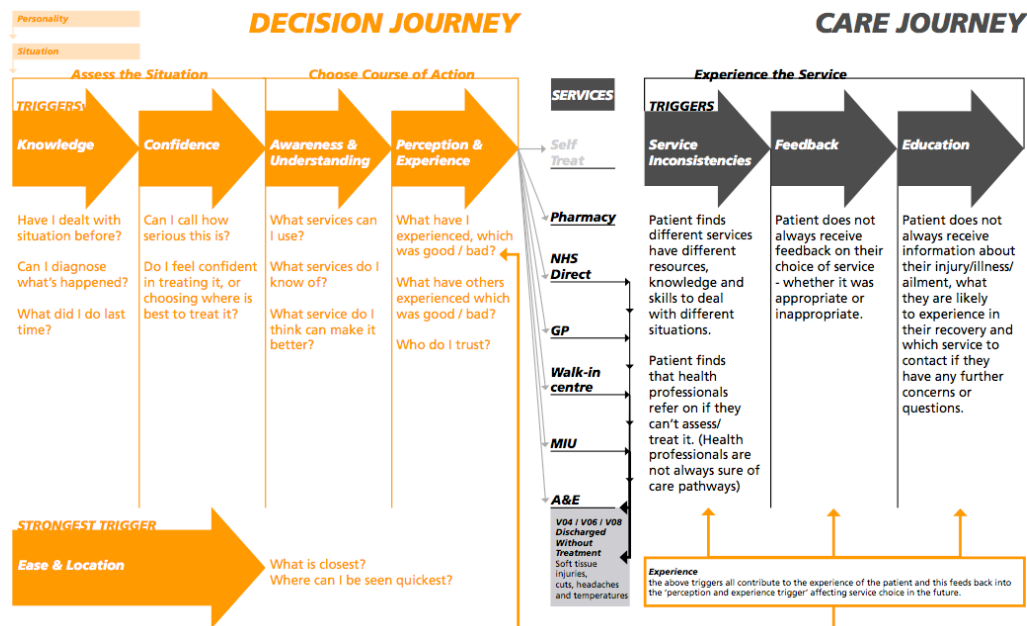 Personality
Situation
DECISION JOURNEY
CARE JOURNEY
Assess the Situation
Choose Course of Action
Experience the Service
TRIGGERS
Knowledge
Confidence
Awareness &
Understanding
Perception &
Experience
SERVICES
TRIGGERS
Service
Inconsistencies
Feedback
Education
Have I dealt with
situation before?
Can I diagnose
what's happened?
What did I do last
time?
Can I call how
serious this is?
Do I feel confident
in treating it, or
choosing where is
best to treat it?
What services can
I use?
What services do I
know of?
What service do I
think can make it
better?
What have I
experienced, which
was good / bad?
What have others
experienced which
was good / bad?
Who do I trust?
Self
Treat
Pharmacy
NHS
Direct
GP
Walk-in
centre
MIU
A&E
V04 / V06 / V08
Discharged
Without
Treatment
Soft tissue
injuries,
cuts, headaches
and temperatures
Patient finds
different services
have different
resources,
knowledge and
skills to deal
with different
situations.
Patient finds
that health
professionals
refer on if they
can't assess/
treat it. (Health
professionals are
not always sure of
care pathways)
Patient does not
always receive
feedback on their
choice of service
- whether it was
appropriate or
inappropriate.
Patient does not
always receive
information about
their injury/illness/
ailment, what
they are likely
to experience in
their recovery and
which service to
contact if they
have any further
concerns or
questions.
STRONGEST TRIGGER
Ease & Location
What is closest?
Where can I be seen quickest?
Experience
the above triggers all contribute to the experience of the patient and this feeds back into
the 'perception and experience trigger' affecting service choice in the future.